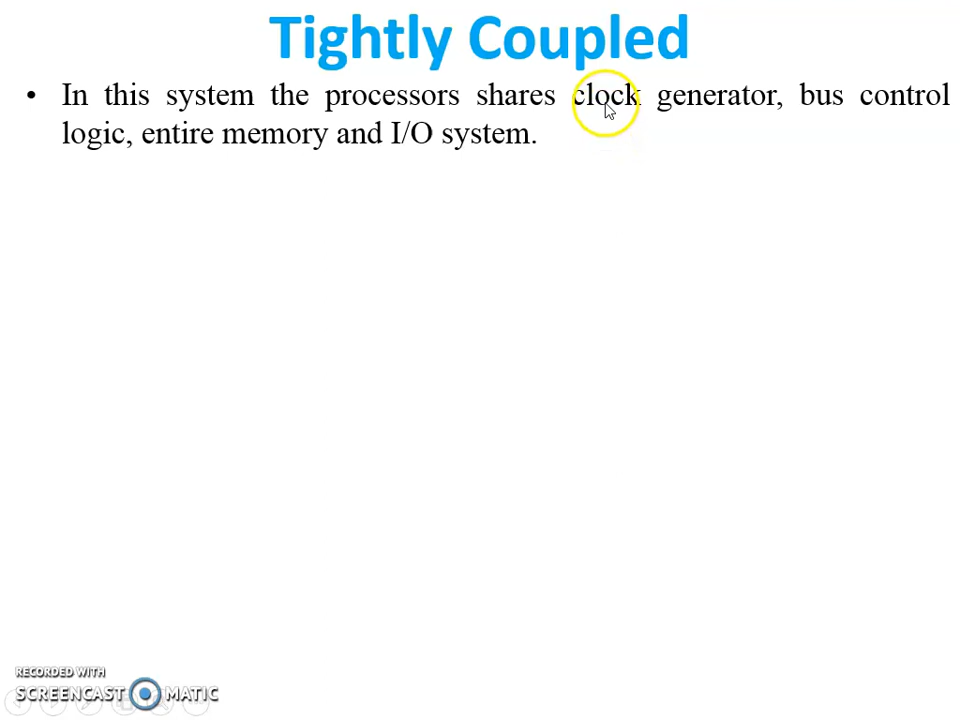 Tightly Coupled
• In this system the processors shares clock generator, bus control
logic, entire memory and I/O system.
RECORDED WITH
SCREENCAST MATIC